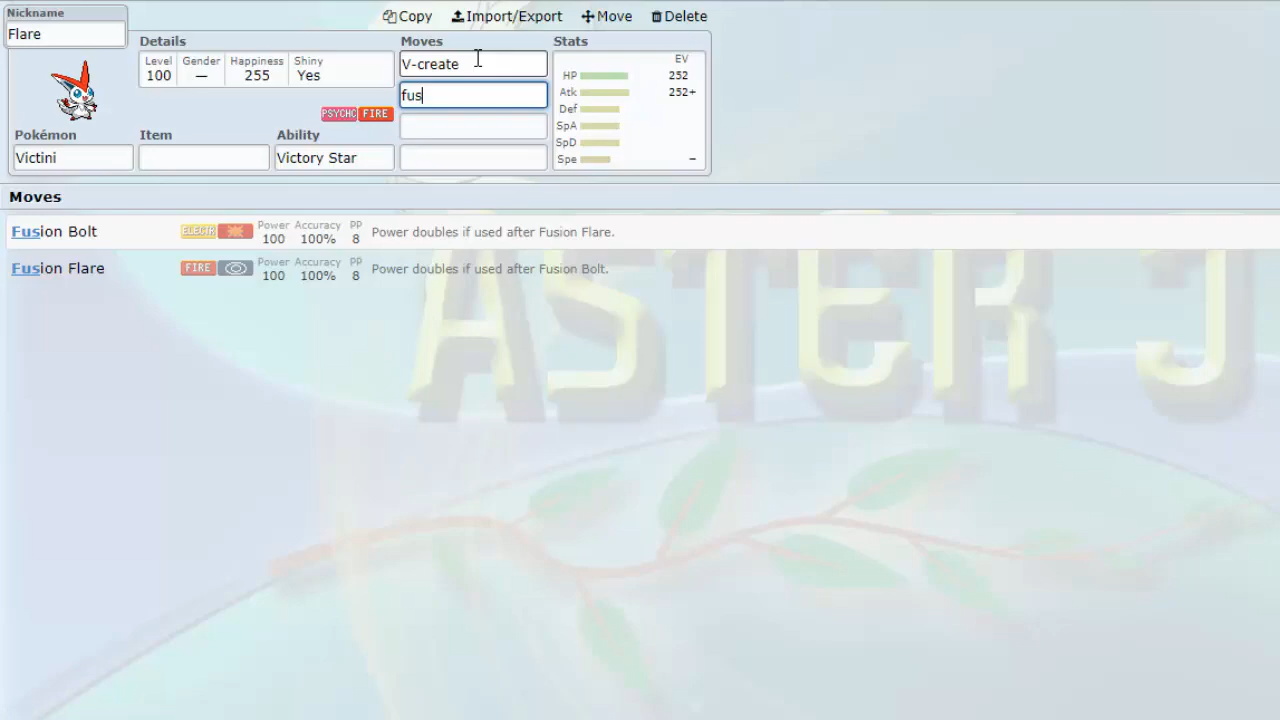 Nickname
Flare
Copy Import/Export Move Delete
Details
Level Gender Happiness Shiny
100 — 255 Yes
PSYCHC FIRE
Pokémon Item Ability
Victini Victory Star
Moves
V-create
fus
Stats
EV
HP 252
Atk 252+
Def
SpA
SpD
Spe −
Moves
Fusion Bolt ELECTR Power 100 Accuracy 100% PP 8 Power doubles if used after Fusion Flare.
Fusion Flare FIRE Power 100 Accuracy 100% PP 8 Power doubles if used after Fusion Bolt.
ASTER J